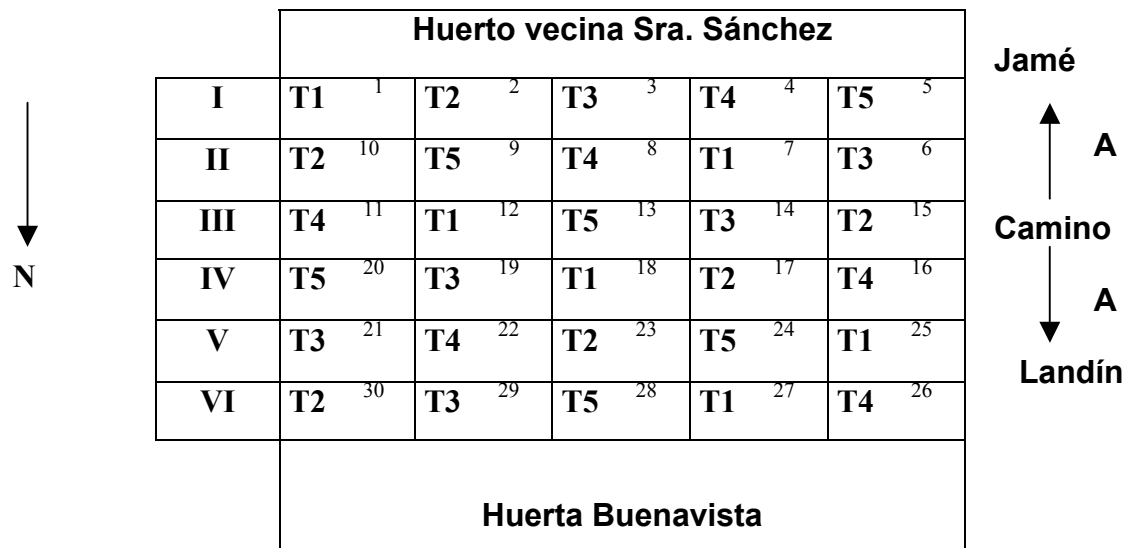 Huerto vecina Sra. Sánchez
Jamé
I T1 1 T2 2 T3 3 T4 4 T5 5
A
II T2 10 T5 9 T4 8 T1 7 T3 6
III T4 11 T1 12 T5 13 T3 14 T2 15
Camino
N
IV T5 20 T3 19 T1 18 T2 17 T4 16
A
V T3 21 T4 22 T2 23 T5 24 T1 25
Landín
VI T2 30 T3 29 T5 28 T1 27 T4 26
Huerta Buenavista